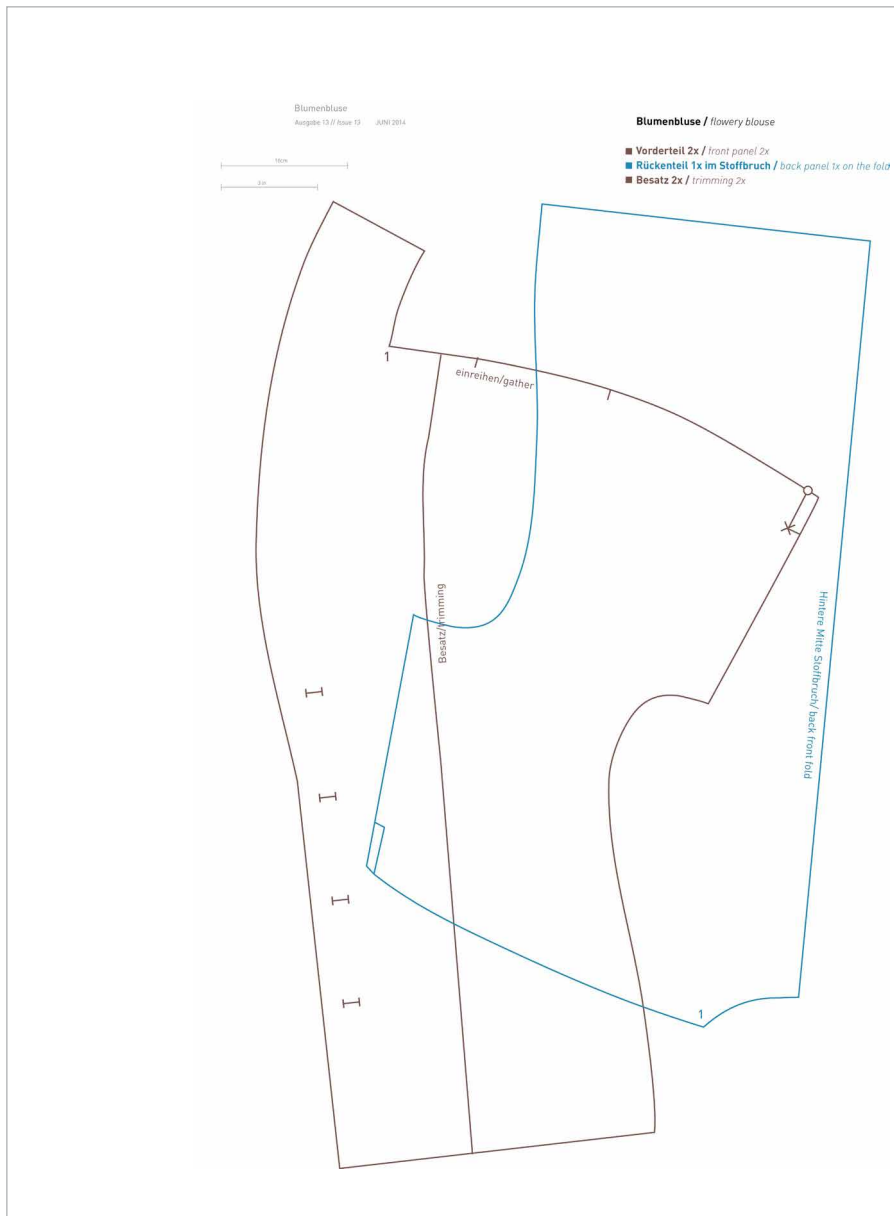 Blumenbluse
Ausgabe 13 // Issue 13 JUNI 2014
Blumenbluse / flowery blouse
10cm
3 in
Vorderteil 2x / front panel 2x
Rückenteil 1x im Stoffbruch / back panel 1x on the fold
Besatz 2x / trimming 2x
1
einreihen/gather
Besatz/trimming
Hintere Mitte Stoffbruch/ back front fold
1